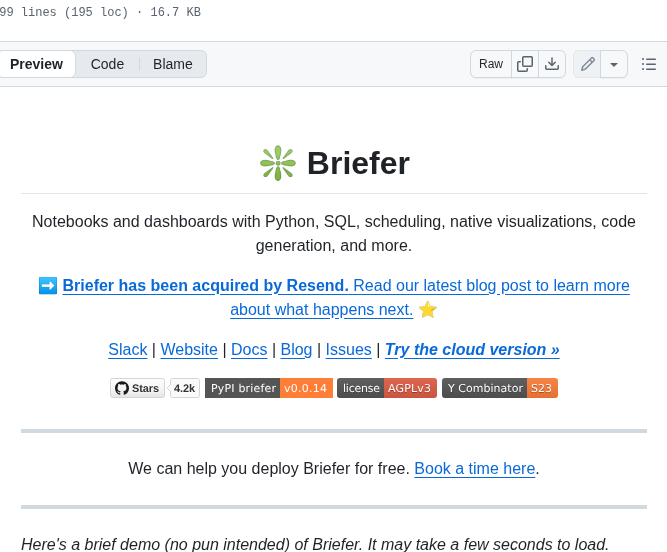 99 lines (195 loc) · 16.7 KB
Preview Code Blame Raw
Briefer
Notebooks and dashboards with Python, SQL, scheduling, native visualizations, code
generation, and more.
➡️ Briefer has been acquired by Resend. Read our latest blog post to learn more
about what happens next. ⭐
Slack | Website | Docs | Blog | Issues | Try the cloud version »
Stars 4.2k PyPI briefer v0.0.14 license AGPLv3 Y Combinator S23
We can help you deploy Briefer for free. Book a time here.
Here's a brief demo (no pun intended) of Briefer. It may take a few seconds to load.